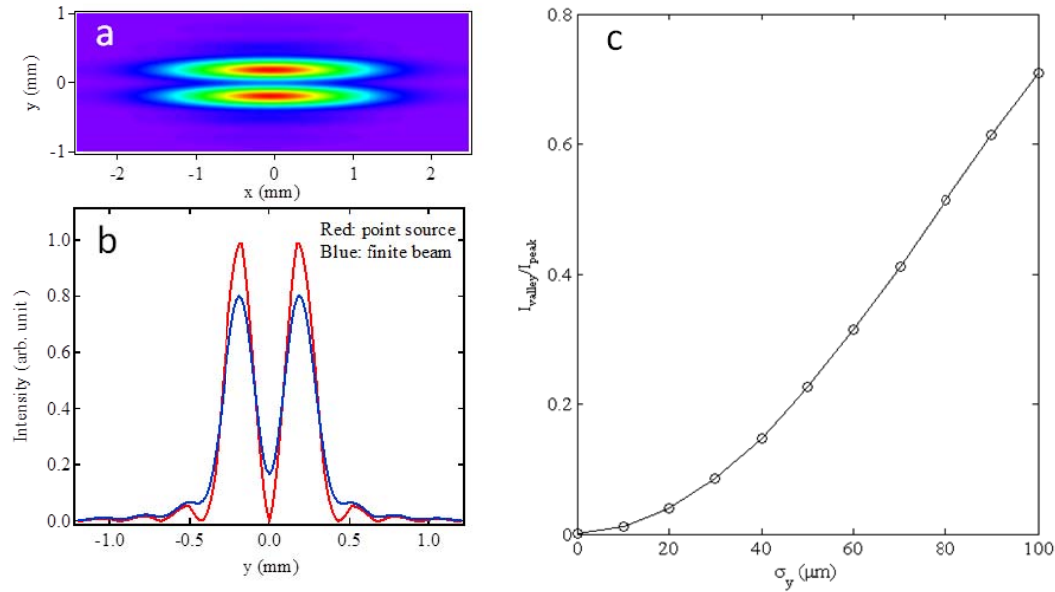 a
1
0
-1
y (mm)
-2
-1
0
1
2
x (mm)
b
Red: point source
Blue: finite beam
1.0
0.8
0.6
0.4
0.2
0.0
Intensity (arb. unit )
-1.0
-0.5
0.0
0.5
1.0
y (mm)
c
0.8
0.6
0.4
0.2
0
I_valley/I_peak
0
20
40
60
80
100
σ_y (μm)